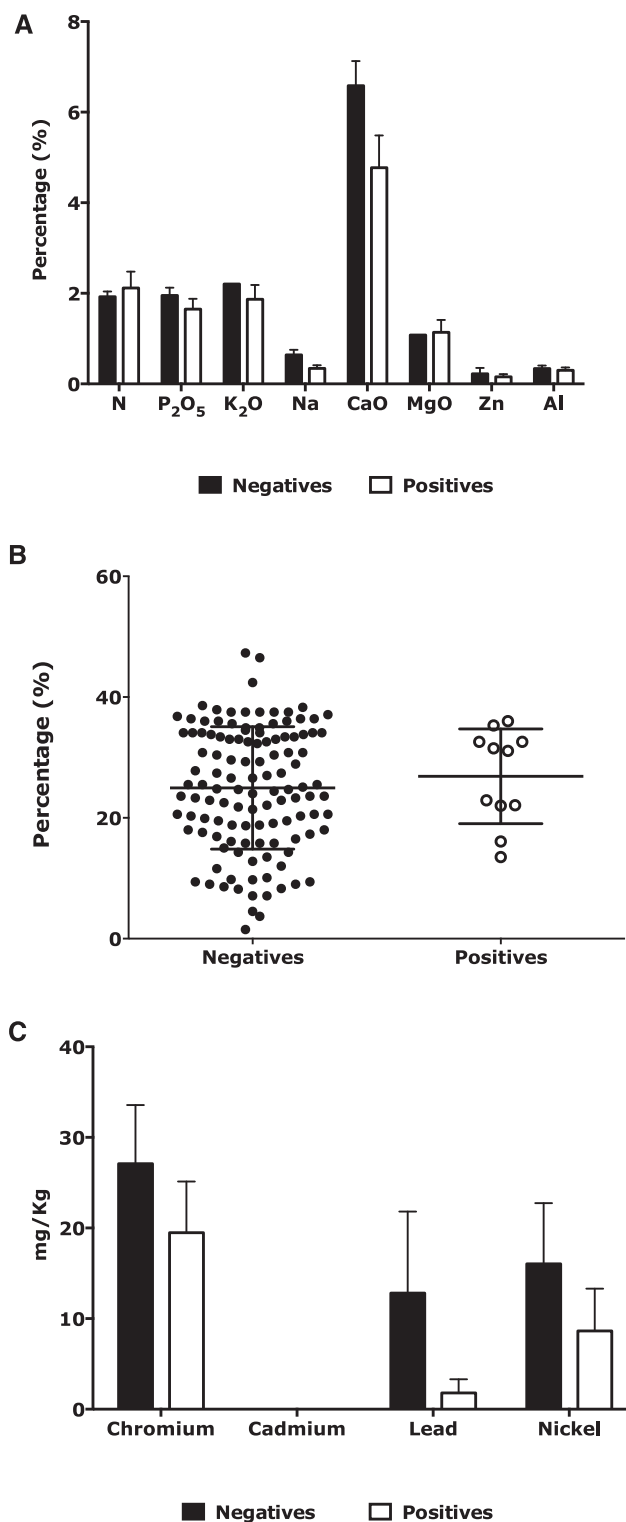 A
Percentage (%)
8
6
4
2
0
N P₂O₅ K₂O Na CaO MgO Zn Al
Negatives Positives
B
Percentage (%)
60
40
20
0
Negatives Positives
C
mg/Kg
40
30
20
10
0
Chromium Cadmium Lead Nickel
Negatives Positives